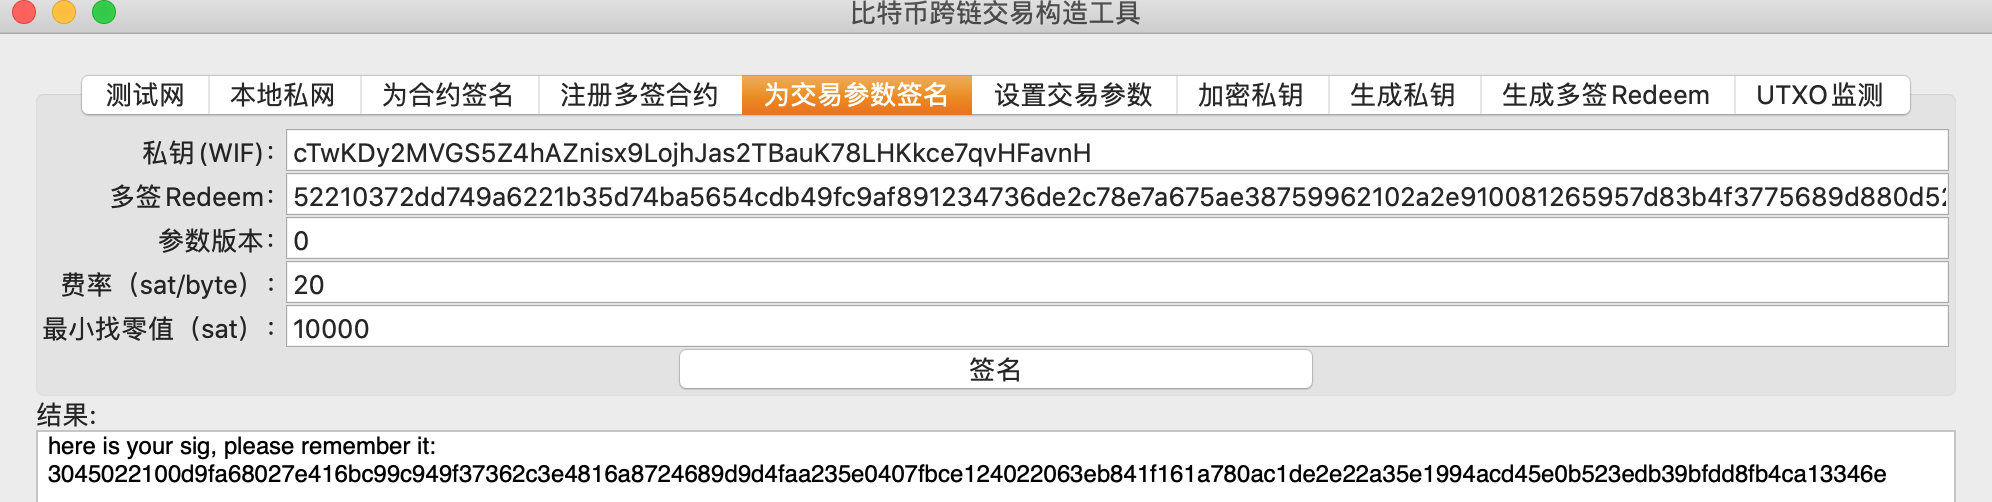 比特币跨链交易构造工具
测试网 本地私网 为合约签名 注册多签合约 为交易参数签名 设置交易参数 加密私钥 生成私钥 生成多签Redeem UTXO监测
私钥(WIF)： cTwKDy2MVGS5Z4hAZnisx9LojhJas2TBauK78LHKkce7qvHFavnH
多签Redeem： 52210372dd749a6221b35d74ba5654cdb49fc9af891234736de2c78e7a675ae38759962102a2e910081265957d83b4f3775689d880d52
参数版本： 0
费率（sat/byte）： 20
最小找零值（sat）： 10000
签名
结果:
here is your sig, please remember it:
3045022100d9fa68027e416bc99c949f37362c3e4816a8724689d9d4faa235e0407fbce124022063eb841f161a780ac1de2e22a35e1994acd45e0b523edb39bfdd8fb4ca13346e